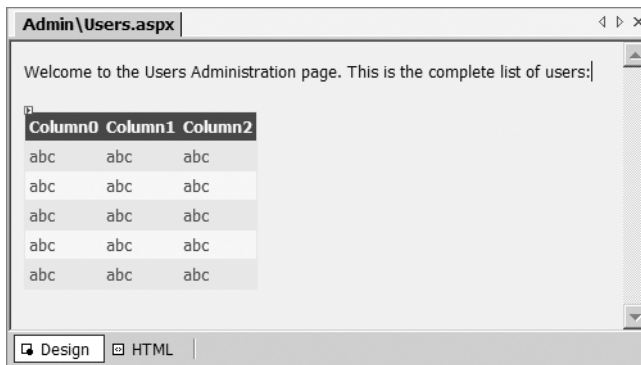 Admin\Users.aspx
Welcome to the Users Administration page. This is the complete list of users:
Column0 Column1 Column2
abc abc abc
abc abc abc
abc abc abc
abc abc abc
abc abc abc
Design HTML